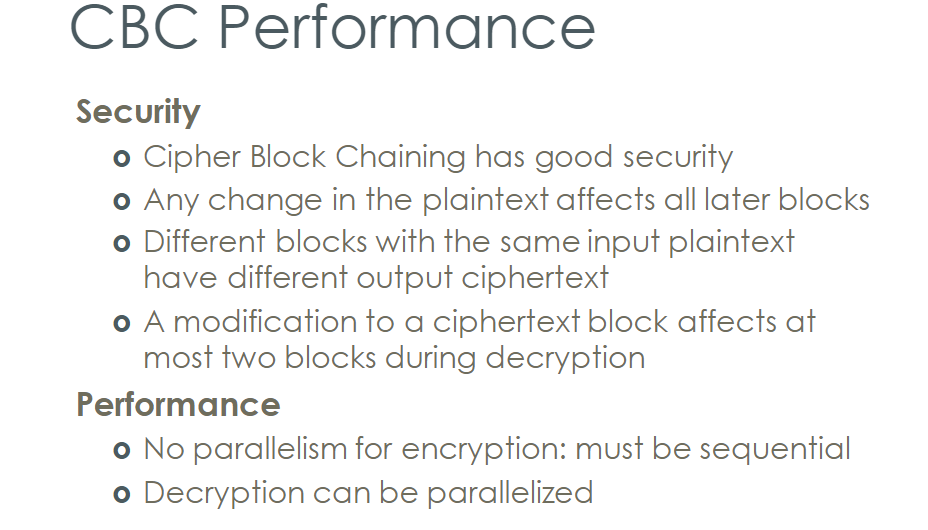 CBC Performance
Security
o Cipher Block Chaining has good security
o Any change in the plaintext affects all later blocks
o Different blocks with the same input plaintext
have different output ciphertext
o A modification to a ciphertext block affects at
most two blocks during decryption
Performance
o No parallelism for encryption: must be sequential
o Decryption can be parallelized